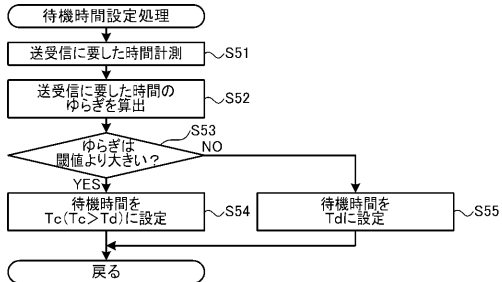 待機時間設定処理
送受信に要した時間計測
S51
送受信に要した時間の
ゆらぎを算出
S52
S53
ゆらぎは
閾値より大きい?
NO
YES
待機時間を
Tc(Tc>Td)に設定
S54
待機時間を
Tdに設定
S55
戻る